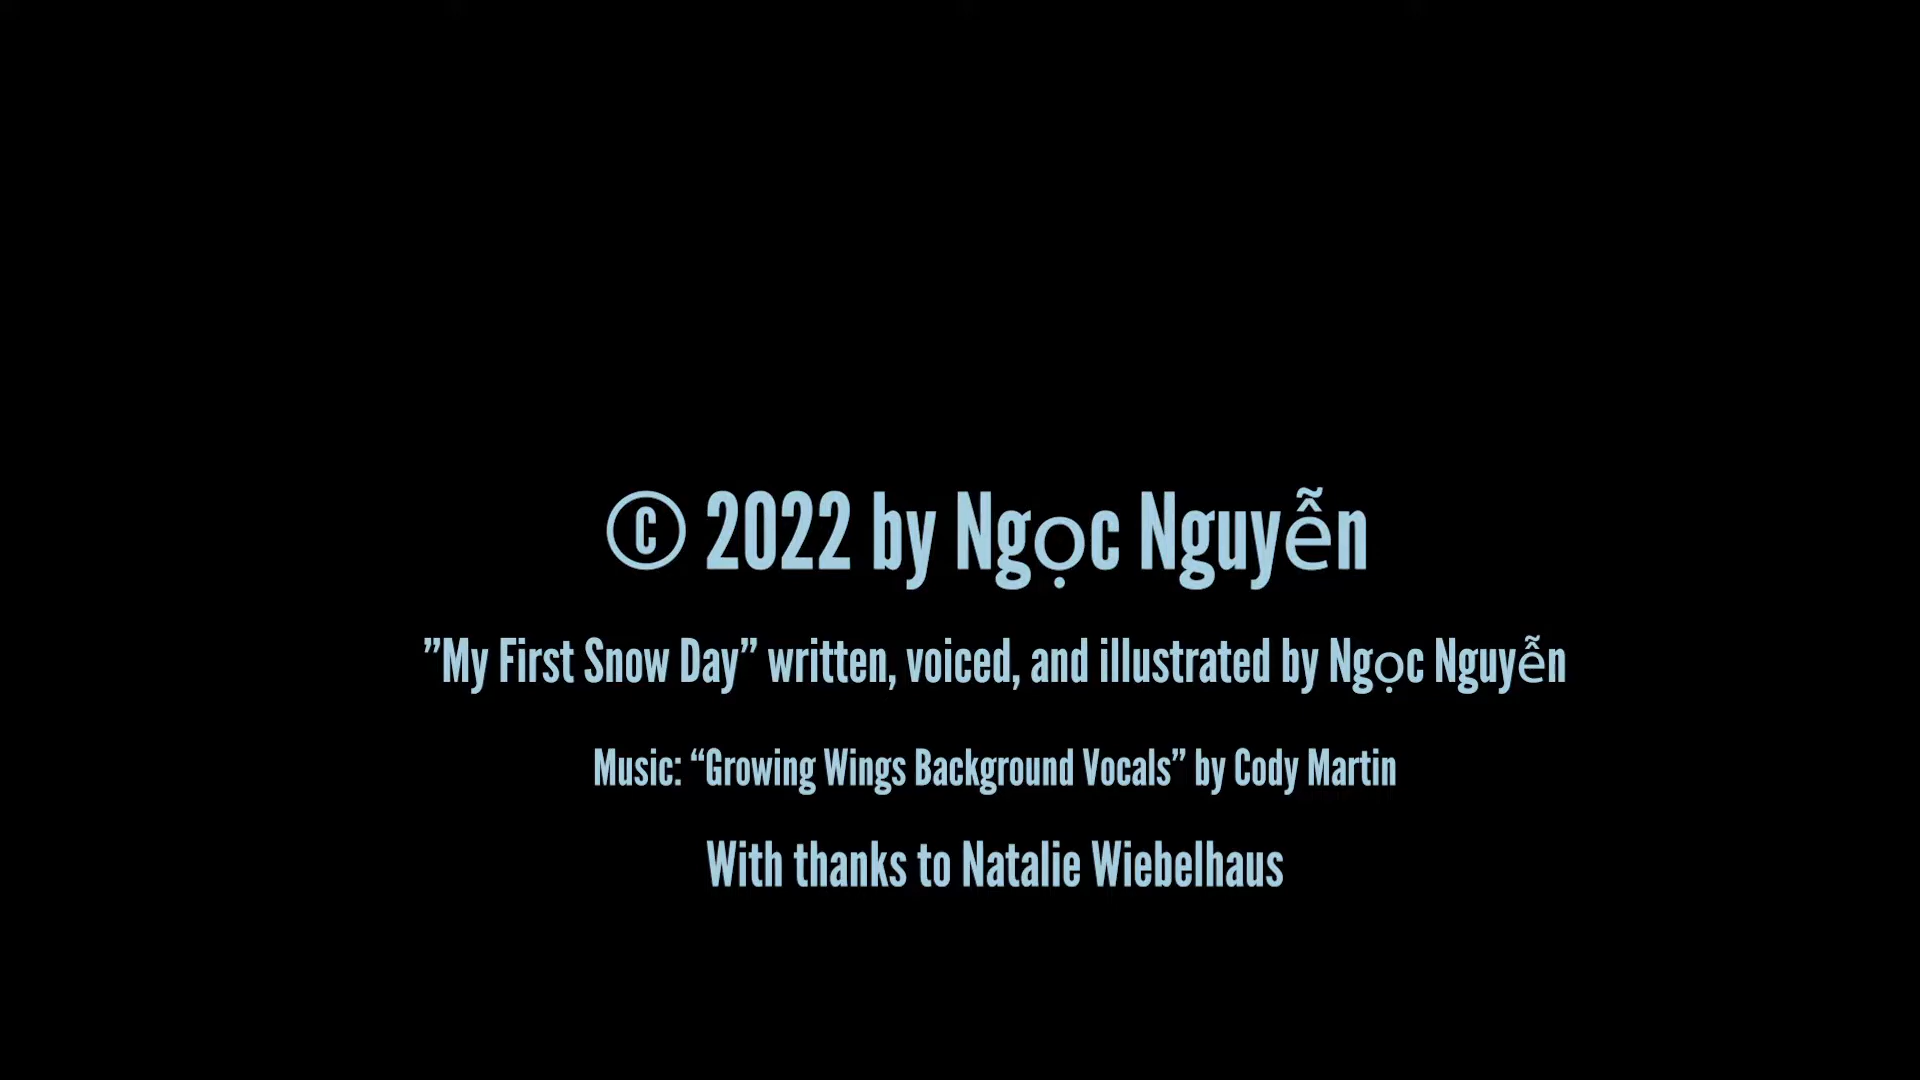 © 2022 by Ngọc Nguyễn
”My First Snow Day” written, voiced, and illustrated by Ngọc Nguyễn
Music: “Growing Wings Background Vocals” by Cody Martin
With thanks to Natalie Wiebelhaus